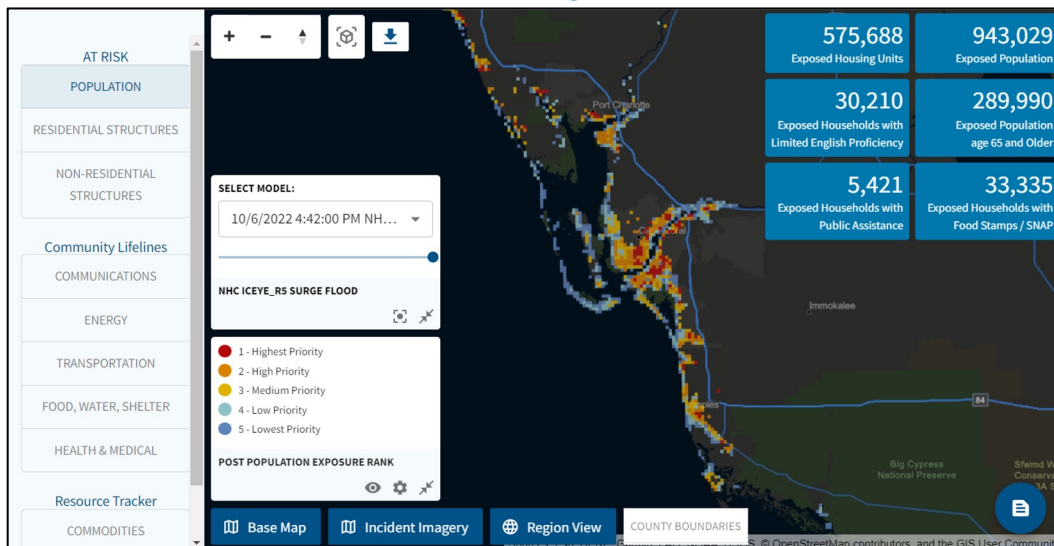 AT RISK
POPULATION
RESIDENTIAL STRUCTURES
NON-RESIDENTIAL
STRUCTURES
Community Lifelines
COMMUNICATIONS
ENERGY
TRANSPORTATION
FOOD, WATER, SHELTER
HEALTH & MEDICAL
Resource Tracker
COMMODITIES
SELECT MODEL:
10/6/2022 4:42:00 PM NH...
NHC ICEYE_R5 SURGE FLOOD
1 - Highest Priority
2 - High Priority
3 - Medium Priority
4 - Low Priority
5 - Lowest Priority
POST POPULATION EXPOSURE RANK
Base Map
Incident Imagery
Region View
COUNTY BOUNDARIES
575,688
Exposed Housing Units
943,029
Exposed Population
30,210
Exposed Households with
Limited English Proficiency
289,990
Exposed Population
age 65 and Older
5,421
Exposed Households with
Public Assistance
33,335
Exposed Households with
Food Stamps / SNAP
Port Charlotte
Immokalee
84
Big Cypress
National Preserve
Sfwmd W
Conserva
© OpenStreetMap contributors, and the GIS User Communit